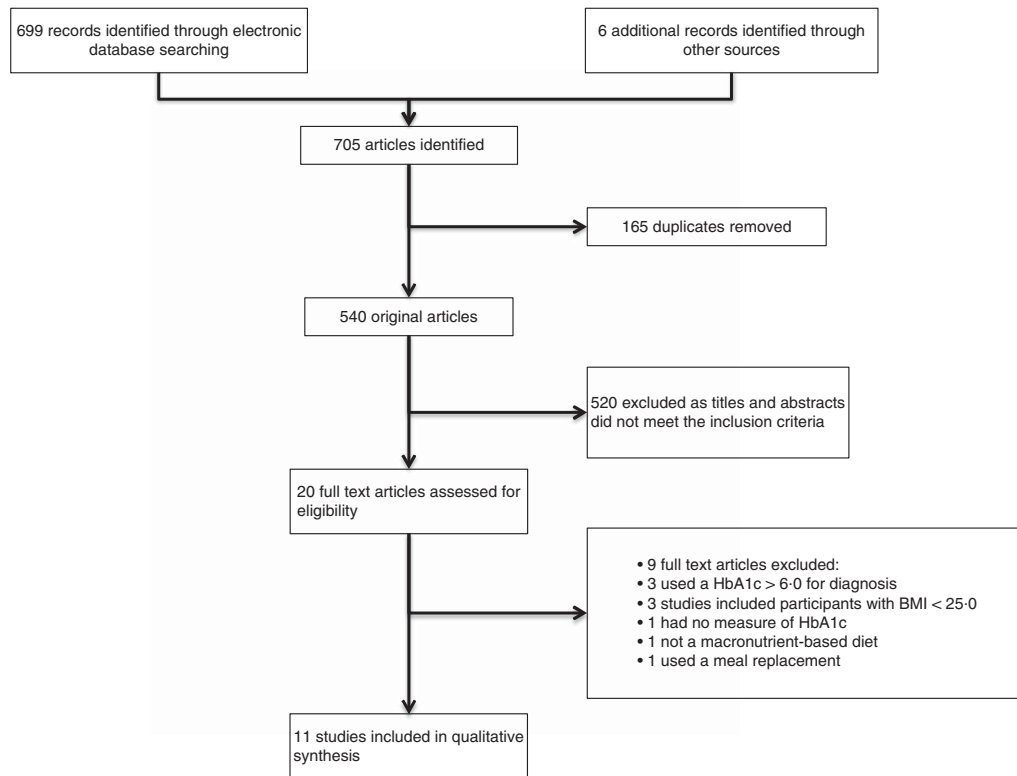 699 records identified through electronic
database searching
6 additional records identified through
other sources
705 articles identified
165 duplicates removed
540 original articles
520 excluded as titles and abstracts
did not meet the inclusion criteria
20 full text articles assessed for
eligibility
• 9 full text articles excluded:
• 3 used a HbA1c > 6·0 for diagnosis
• 3 studies included participants with BMI < 25·0
• 1 had no measure of HbA1c
• 1 not a macronutrient-based diet
• 1 used a meal replacement
11 studies included in qualitative
synthesis